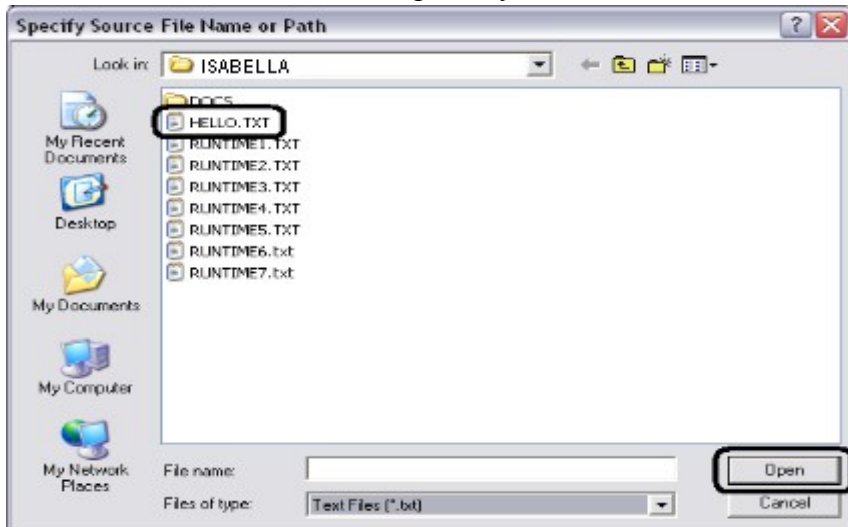 Specify Source File Name or Path
Look in: ISABELLA
DOCS
HELLO.TXT
RUNTIME1.TXT
RUNTIME2.TXT
RUNTIME3.TXT
RUNTIME4.TXT
RUNTIME5.TXT
RUNTIME6.txt
RUNTIME7.txt
My Recent
Documents
Desktop
My Documents
My Computer
My Network
Places
File name:
Open
Files of type: Text Files (*.txt)
Cancel